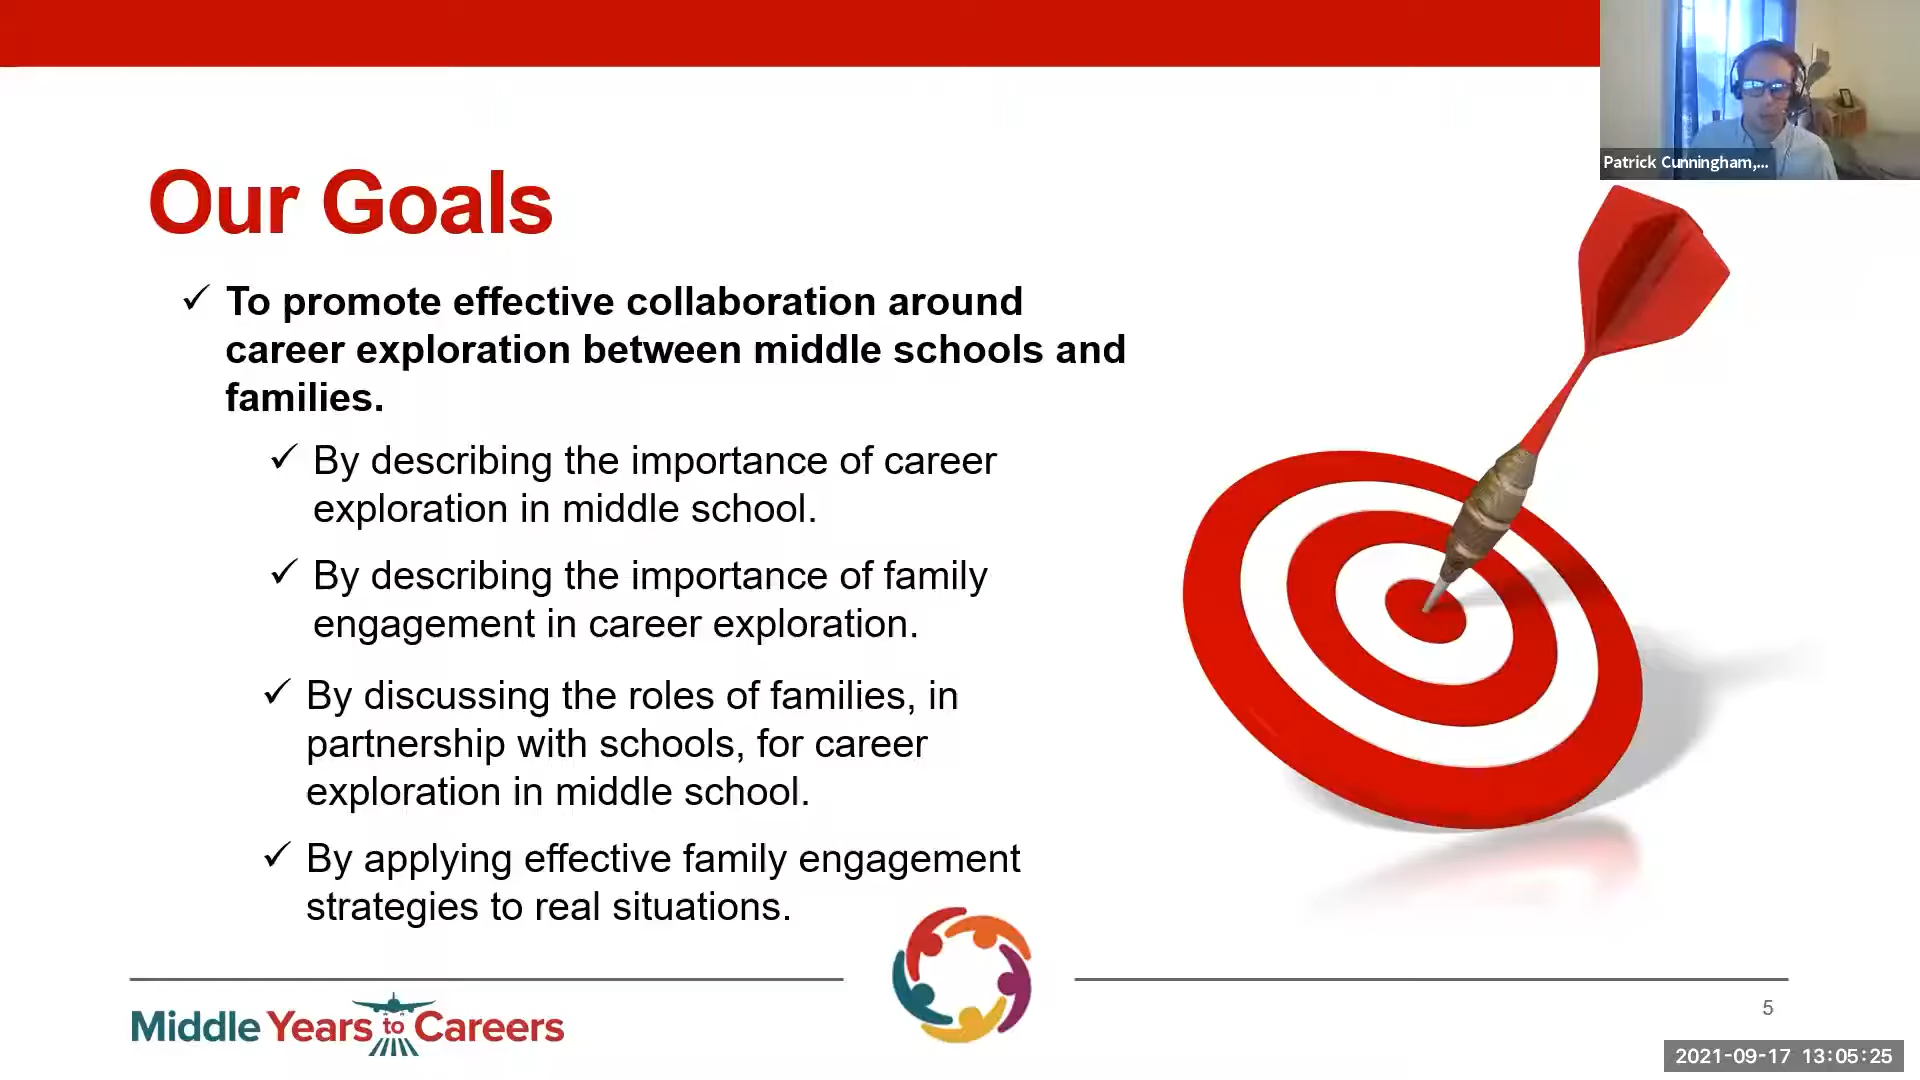 Patrick Cunningham,...
Our Goals
✓ To promote effective collaboration around
career exploration between middle schools and
families.
✓ By describing the importance of career
exploration in middle school.
✓ By describing the importance of family
engagement in career exploration.
✓ By discussing the roles of families, in
partnership with schools, for career
exploration in middle school.
✓ By applying effective family engagement
strategies to real situations.
Middle Years to Careers
5
2021-09-17 13:05:25